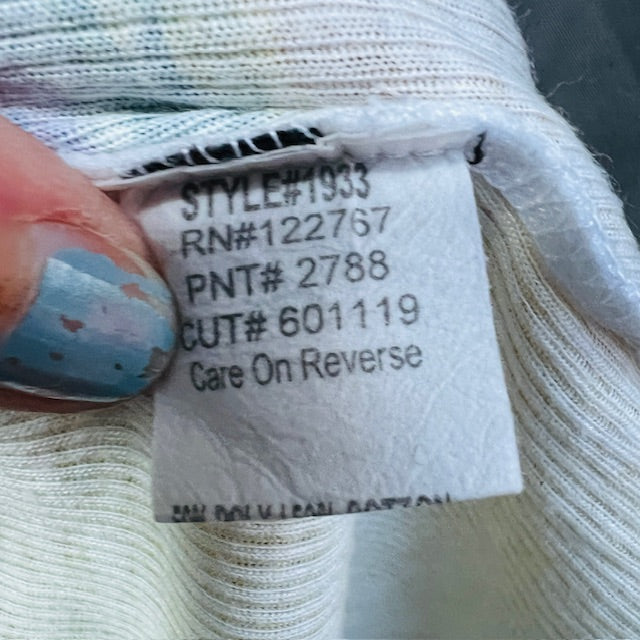 STYLE#1933
RN#122767
PNT# 2788
CUT# 601119
Care On Reverse